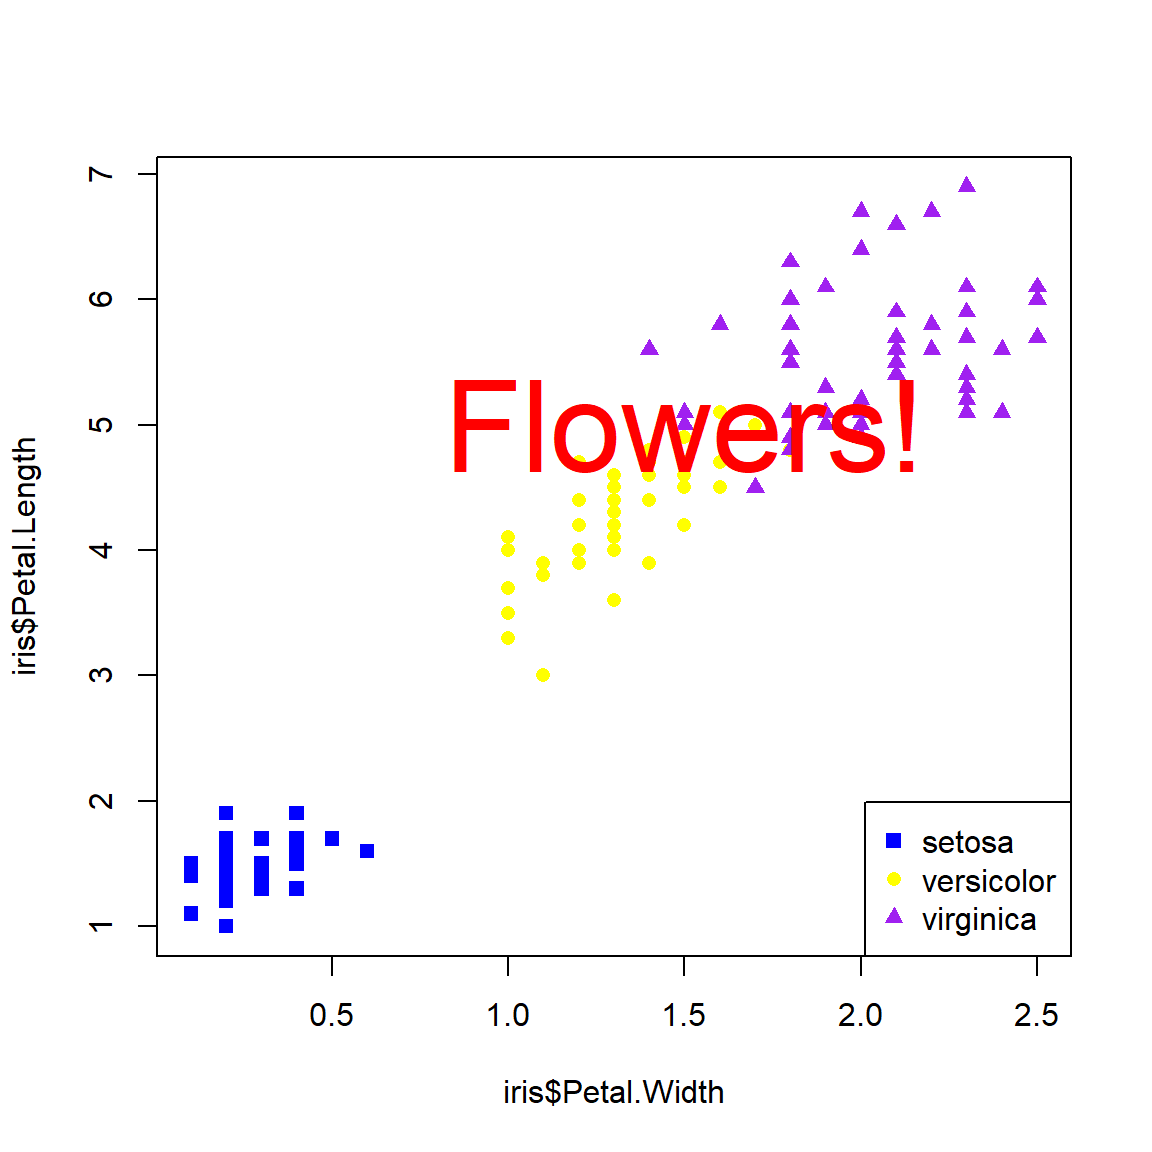 7
6
5
4
3
2
1
iris$Petal.Length
Flowers!
setosa
versicolor
virginica
0.5 1.0 1.5 2.0 2.5
iris$Petal.Width